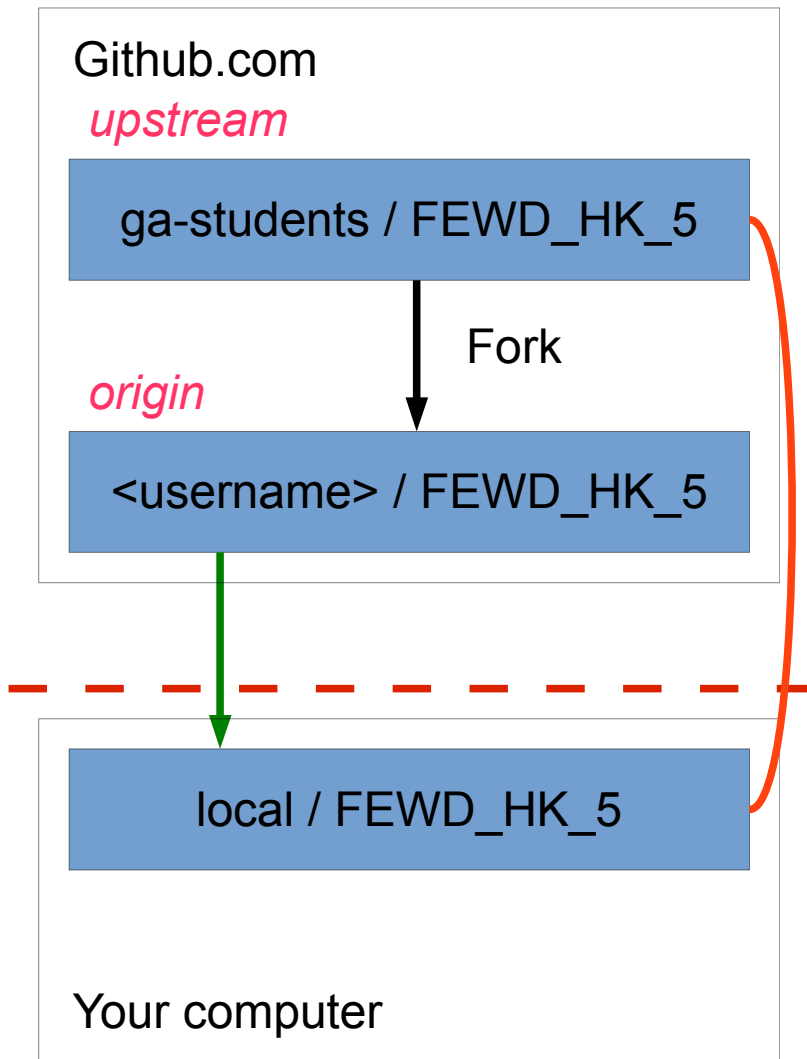 Github.com
upstream
ga-students / FEWD_HK_5
Fork
origin
<username> / FEWD_HK_5
local / FEWD_HK_5
Your computer